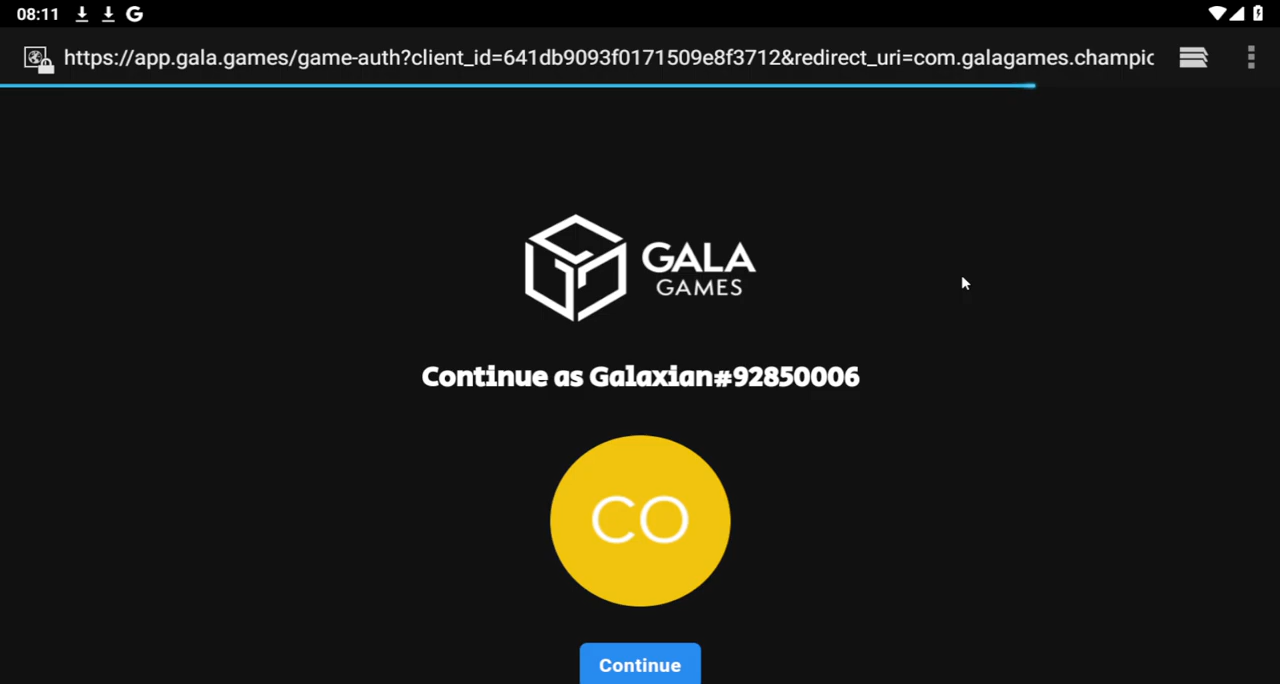 08:11 G
https://app.gala.games/game-auth?client_id=641db9093f0171509e8f3712&redirect_uri=com.galagames.champic
GALA
GAMES
Continue as Galaxian#92850006
CO
Continue